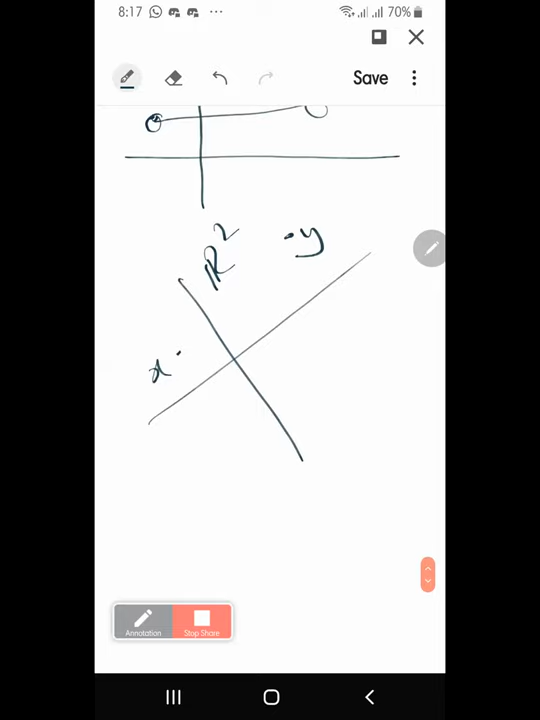 8:17 ... 70%
Save
ℝ² ·y
x ·
Annotation Stop Share